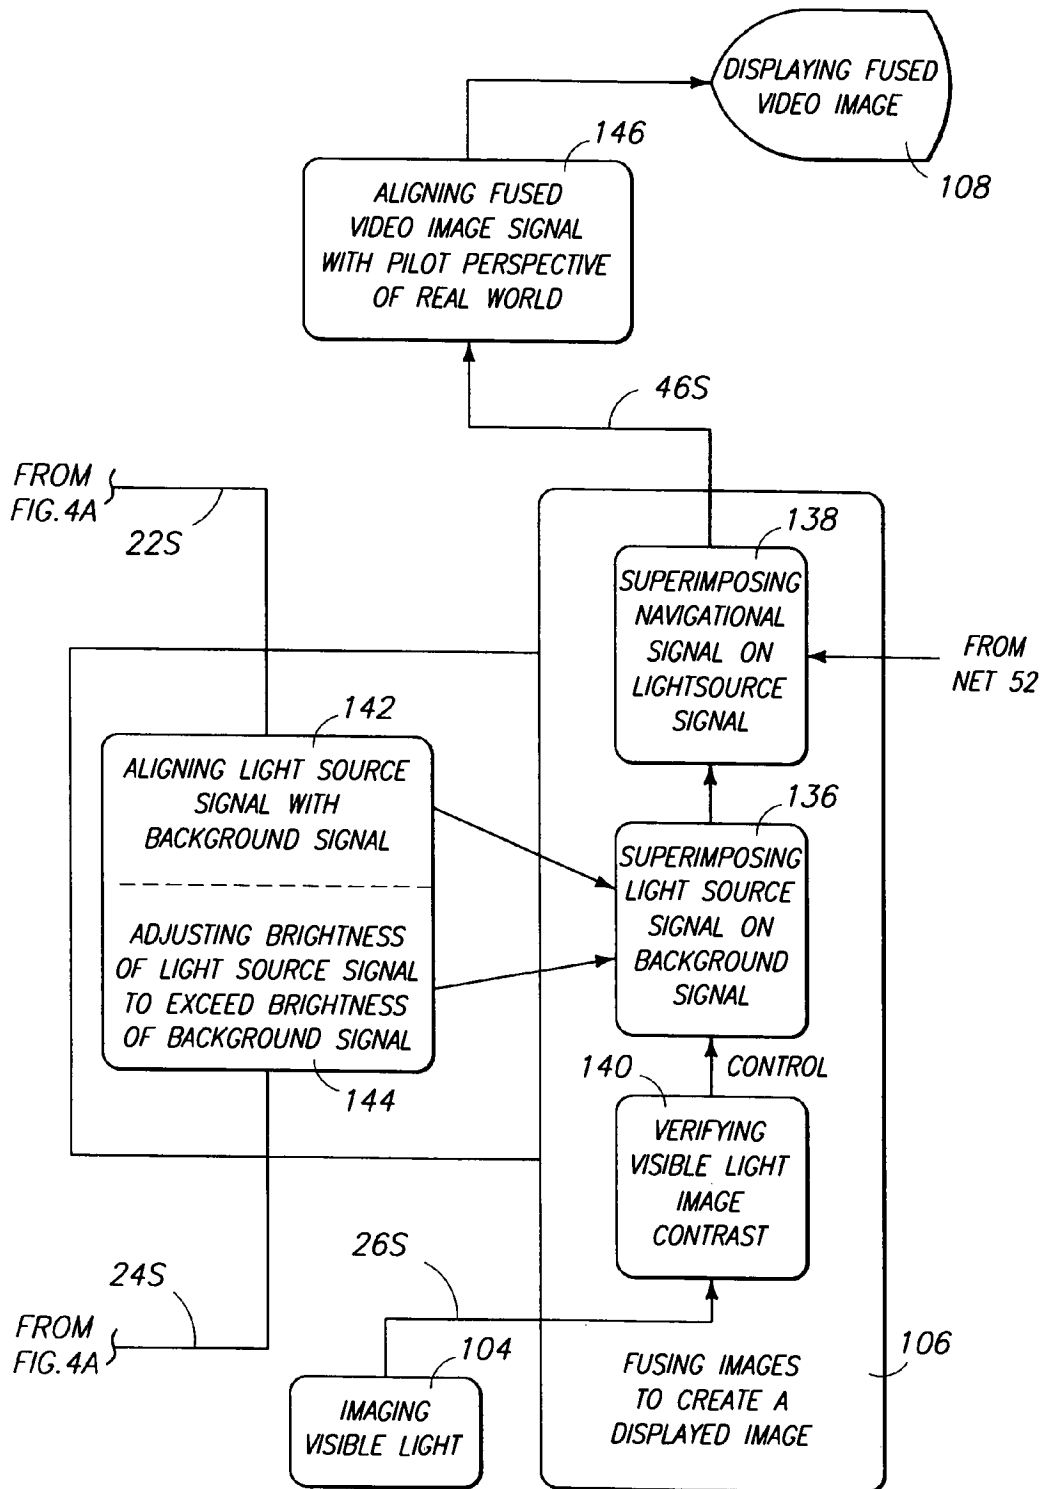 DISPLAYING FUSED
VIDEO IMAGE
108
146
ALIGNING FUSED
VIDEO IMAGE SIGNAL
WITH PILOT PERSPECTIVE
OF REAL WORLD
46S
FROM
FIG. 4A
22S
138
SUPERIMPOSING
NAVIGATIONAL
SIGNAL ON
LIGHTSOURCE
SIGNAL
FROM
NET 52
142
ALIGNING LIGHT SOURCE
SIGNAL WITH
BACKGROUND SIGNAL
136
SUPERIMPOSING
LIGHT SOURCE
SIGNAL ON
BACKGROUND
SIGNAL
ADJUSTING BRIGHTNESS
OF LIGHT SOURCE SIGNAL
TO EXCEED BRIGHTNESS
OF BACKGROUND SIGNAL
144
140
CONTROL
VERIFYING
VISIBLE LIGHT
IMAGE
CONTRAST
26S
24S
FROM
FIG. 4A
104
IMAGING
VISIBLE LIGHT
FUSING IMAGES
TO CREATE A
DISPLAYED IMAGE
106